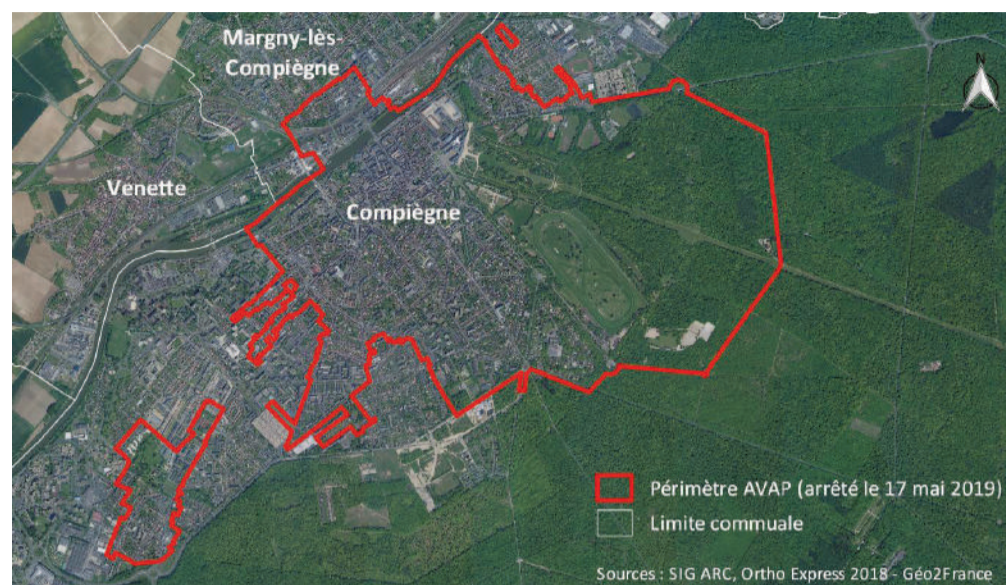 Margny-lès-
Compiègne
N
Venette
Compiègne
Périmètre AVAP (arrêté le 17 mai 2019)
Limite commuale
Sources : SIG ARC, Ortho Express 2018 - Géo2France